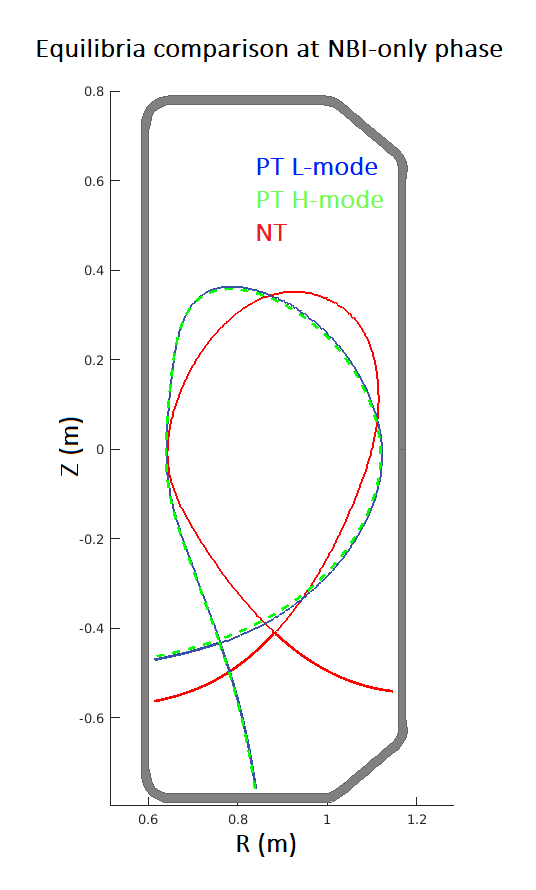 Equilibria comparison at NBI-only phase
0.8
PT L-mode
0.6
PT H-mode
NT
0.4
0.2
0
Z (m)
-0.2
-0.4
-0.6
0.6 0.8 1 1.2
R (m)